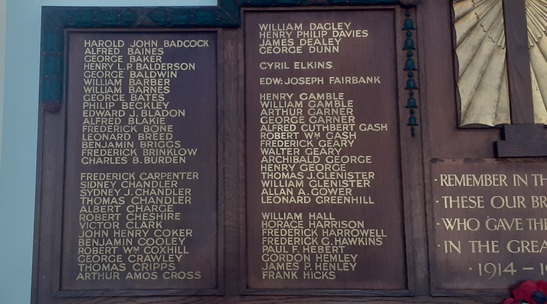 HAROLD JOHN BADCOCK
ALFRED BAINES
GEORGE BAKER
HENRY L.P. BALDERSON
GEORGE BALDWIN
WILLIAM BARBER
WILLIAM BARNES
GEORGE BATES
PHILIP BECKLEY
EDWARD J. BLADON
ALFRED BLAKIE
FREDERICK BONE
LEONARD BREED
BENJAMIN BRIGGS
FREDERICK BRINKLOW
CHARLES B. BURDEN
FREDERICK CARPENTER
SIDNEY CHANDLER
SYDNEY J. CHANDLER
THOMAS CHANDLER
ALBERT CHARGE
ROBERT CHESHIRE
VICTOR CLARK
JOHN HENRY COKER
BENJAMIN COOLEY
ROBERT WM COXHILL
GEORGE CRAWLEY
THOMAS CRIPPS
ARTHUR AMOS CROSS
WILLIAM DAGLEY
HENRY PHILIP DAVIES
JAMES DEALEY
GEORGE DUNN
CYRIL ELKINS
EDW: JOSEPH FAIRBANK
HENRY GAMBLE
WILLIAM GAMBLE
ARTHUR GARNER
GEORGE GARNER
ALFRED CUTHBERT GASH
ROBERT WM GASH
FREDERICK GEARY
WALTER GEARY
ARCHIBALD GEORGE
HENRY GEORGE
THOMAS J. GLENISTER
WILLIAM GLENISTER
ALLAN A. GOWER
LEONARD GREENHILL
WILLIAM HALL
HORACE HARRISON
FREDERICK HARROWELL
FREDERICK G. HAWKINS
PAUL F. HEBERT
GORDON HEMLEY
JAMES P. HENLEY
FRANK HICKS
· REMEMBER IN TH
· THESE OUR BR
· WHO GAVE THE
· IN THE GREA
· 1914 - 1